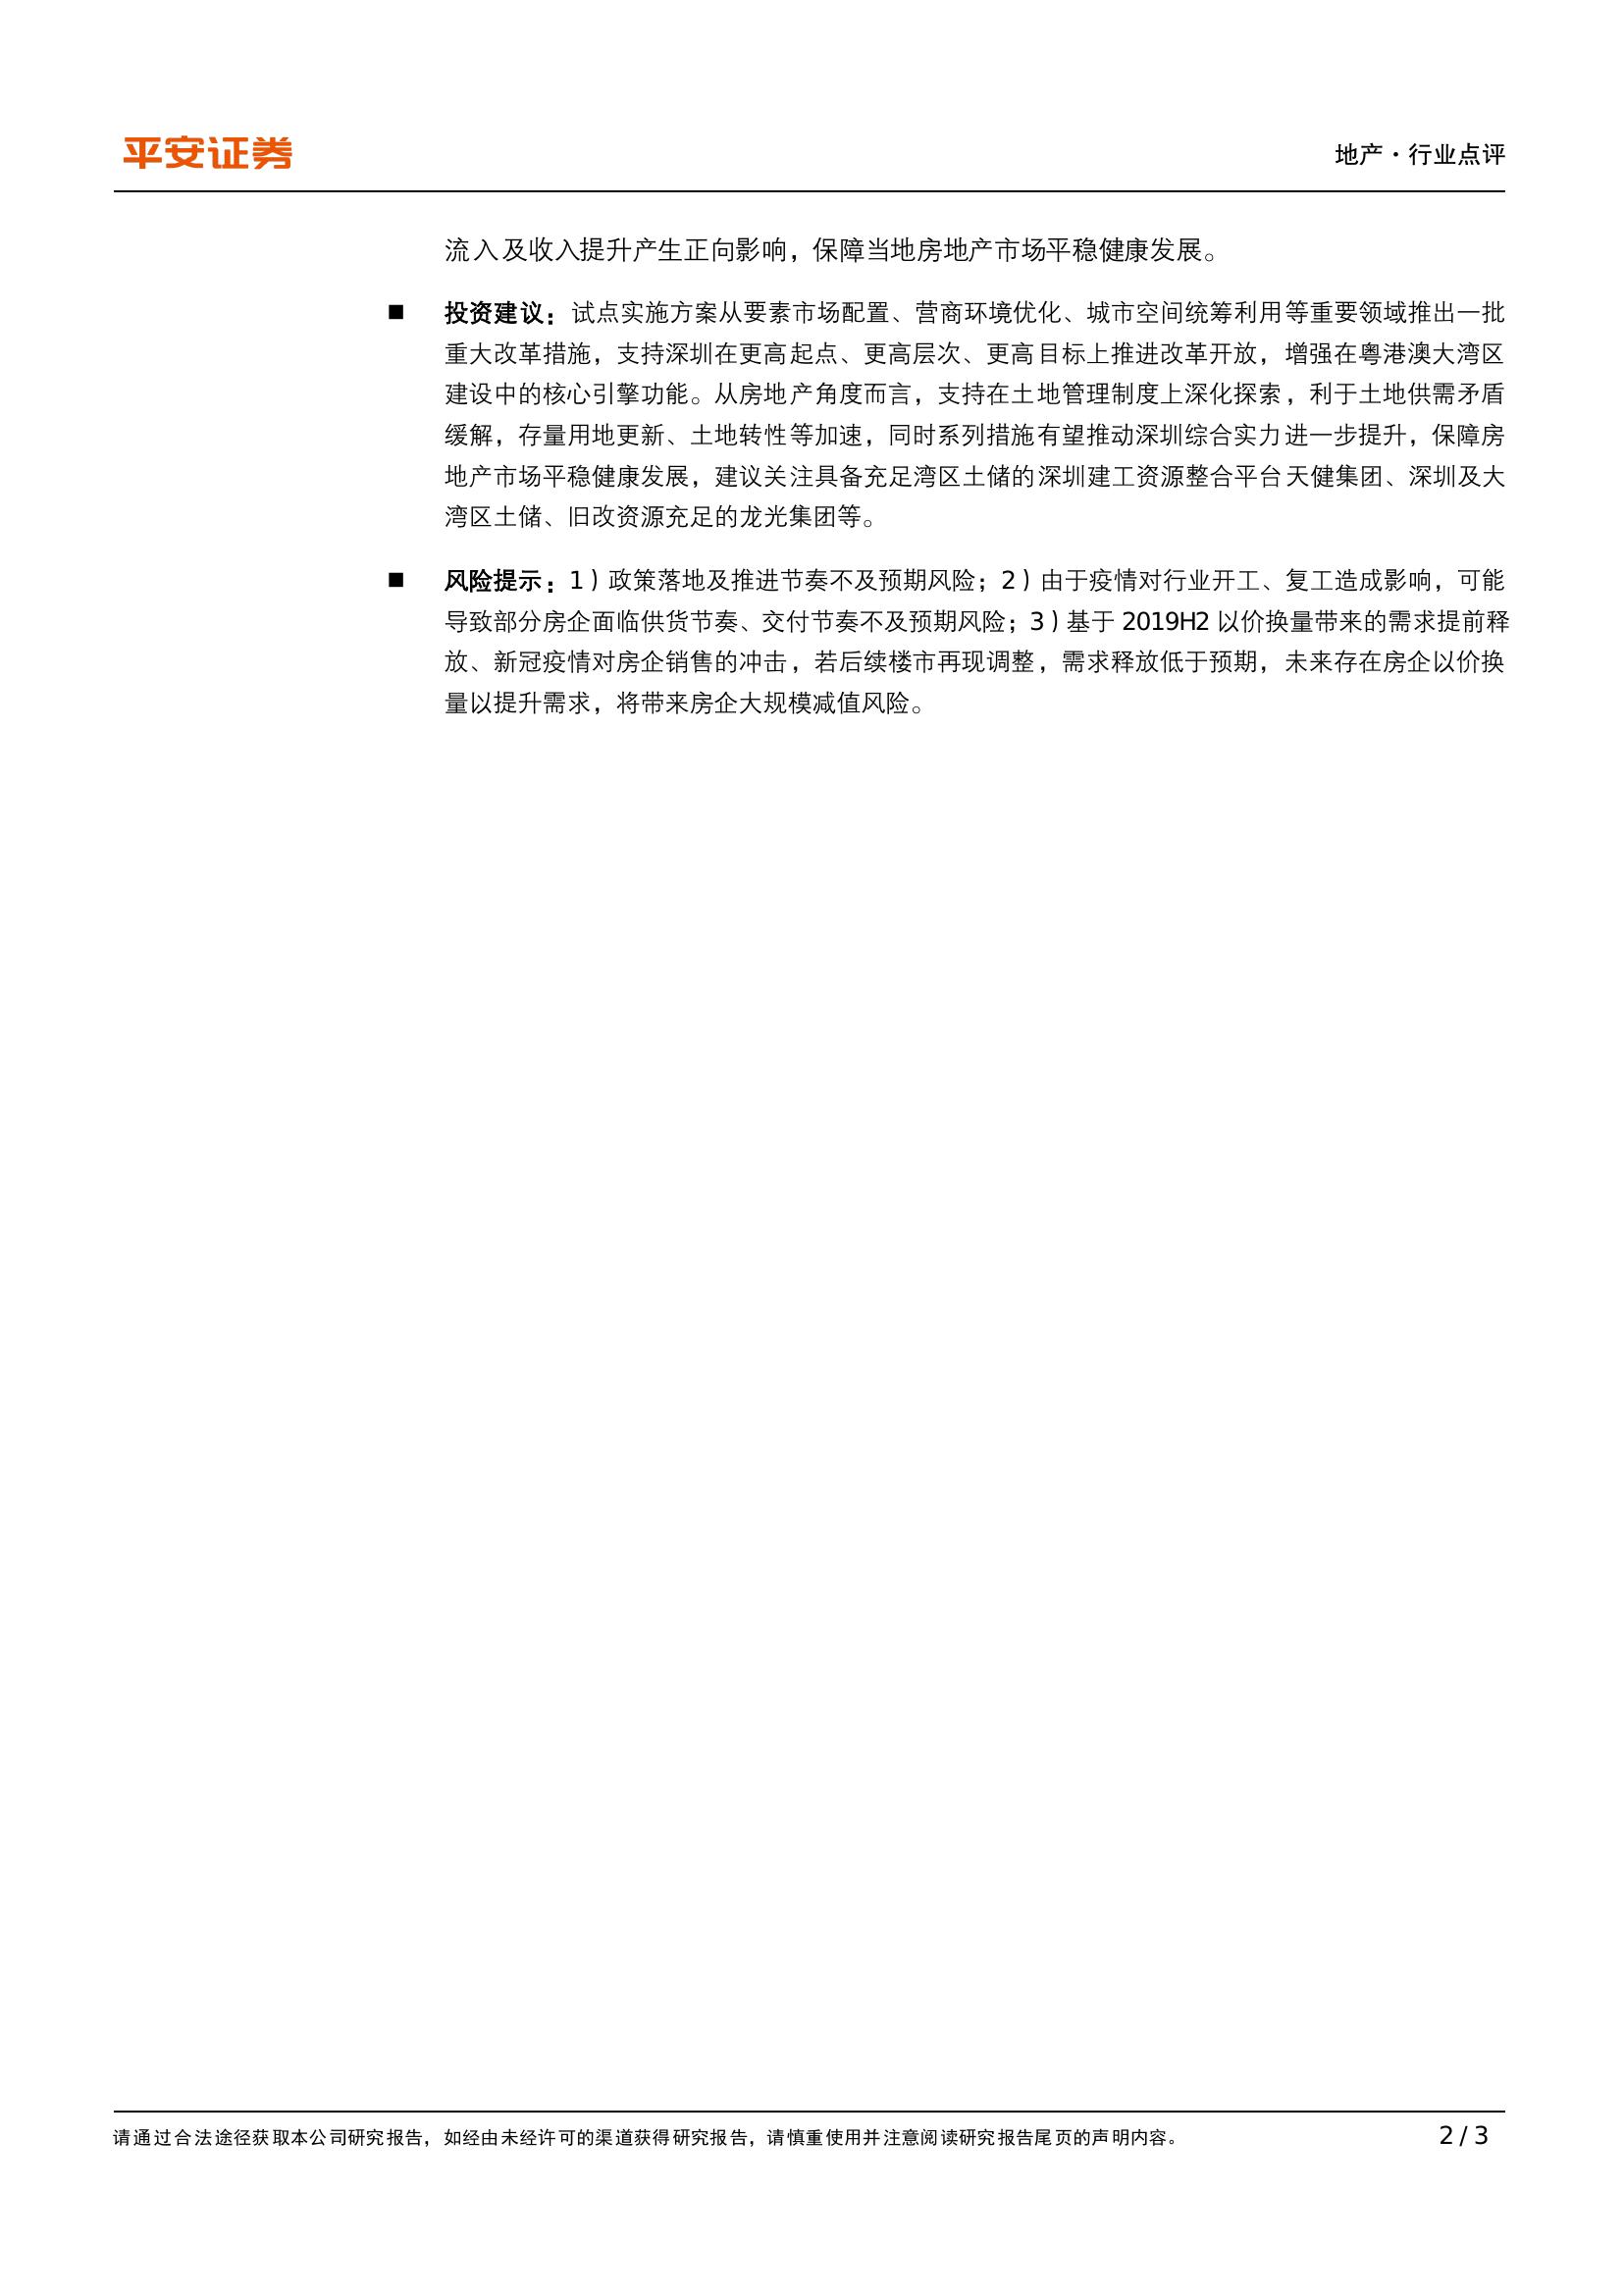 平安证券
地产·行业点评
流入及收入提升产生正向影响，保障当地房地产市场平稳健康发展。
■ 投资建议：试点实施方案从要素市场配置、营商环境优化、城市空间统筹利用等重要领域推出一批
重大改革措施，支持深圳在更高起点、更高层次、更高目标上推进改革开放，增强在粤港澳大湾区
建设中的核心引擎功能。从房地产角度而言，支持在土地管理制度上深化探索，利于土地供需矛盾
缓解，存量用地更新、土地转性等加速，同时系列措施有望推动深圳综合实力进一步提升，保障房
地产市场平稳健康发展，建议关注具备充足湾区土储的深圳建工资源整合平台天健集团、深圳及大
湾区土储、旧改资源充足的龙光集团等。
■ 风险提示：1）政策落地及推进节奏不及预期风险；2）由于疫情对行业开工、复工造成影响，可能
导致部分房企面临供货节奏、交付节奏不及预期风险；3）基于 2019H2 以价换量带来的需求提前释
放、新冠疫情对房企销售的冲击，若后续楼市再现调整，需求释放低于预期，未来存在房企以价换
量以提升需求，将带来房企大规模减值风险。
请通过合法途径获取本公司研究报告，如经由未经许可的渠道获得研究报告，请慎重使用并注意阅读研究报告尾页的声明内容。
2 / 3